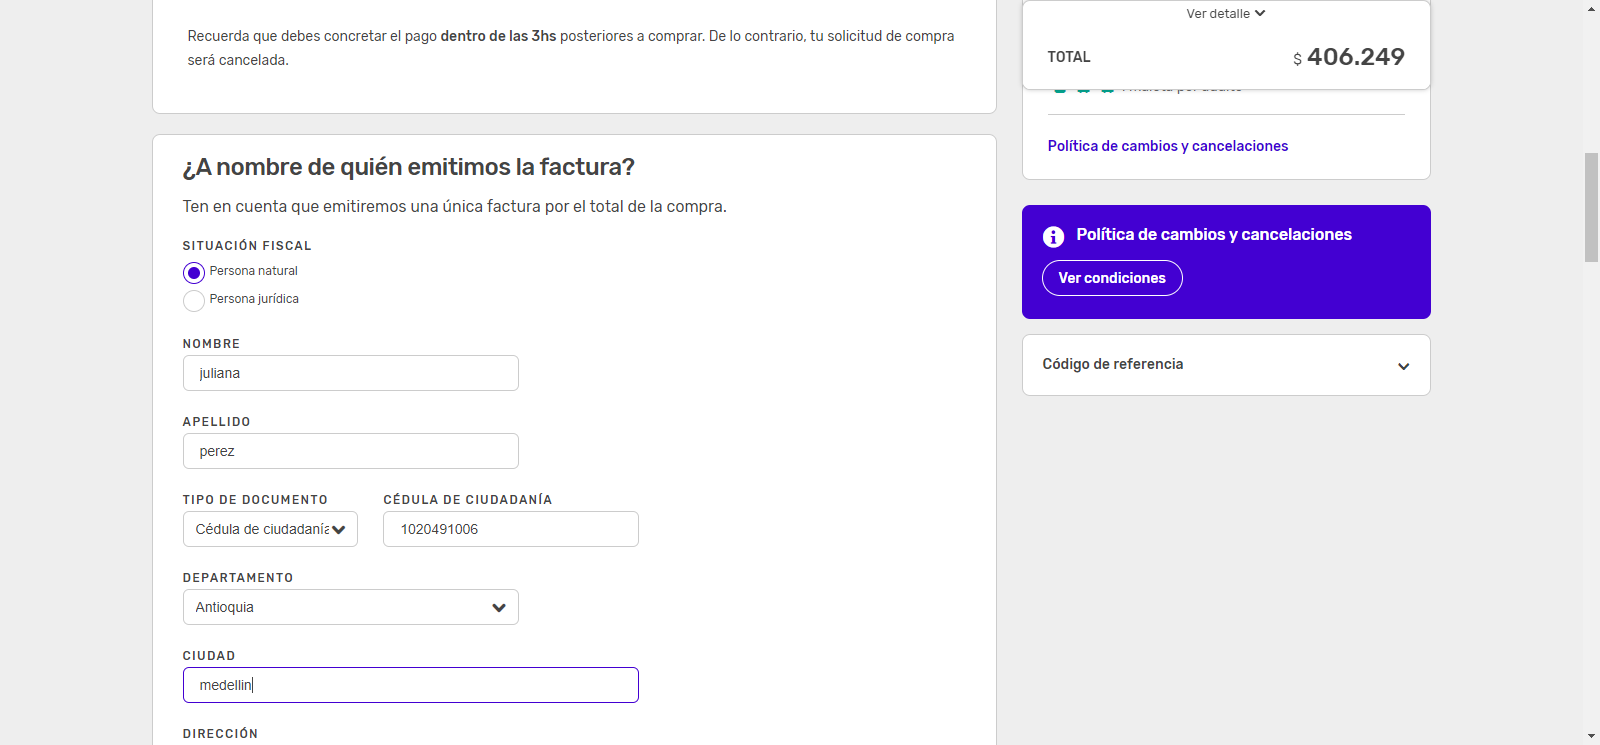 Recuerda que debes concretar el pago dentro de las 3hs posteriores a comprar. De lo contrario, tu solicitud de compra
será cancelada.
¿A nombre de quién emitimos la factura?
Ten en cuenta que emitiremos una única factura por el total de la compra.
SITUACIÓN FISCAL
Persona natural
Persona jurídica
NOMBRE
juliana
APELLIDO
perez
TIPO DE DOCUMENTO
Cédula de ciudadanía
CÉDULA DE CIUDADANÍA
1020491006
DEPARTAMENTO
Antioquia
CIUDAD
medellin
DIRECCIÓN
Ver detalle
TOTAL
$ 406.249
Política de cambios y cancelaciones
Política de cambios y cancelaciones
Ver condiciones
Código de referencia